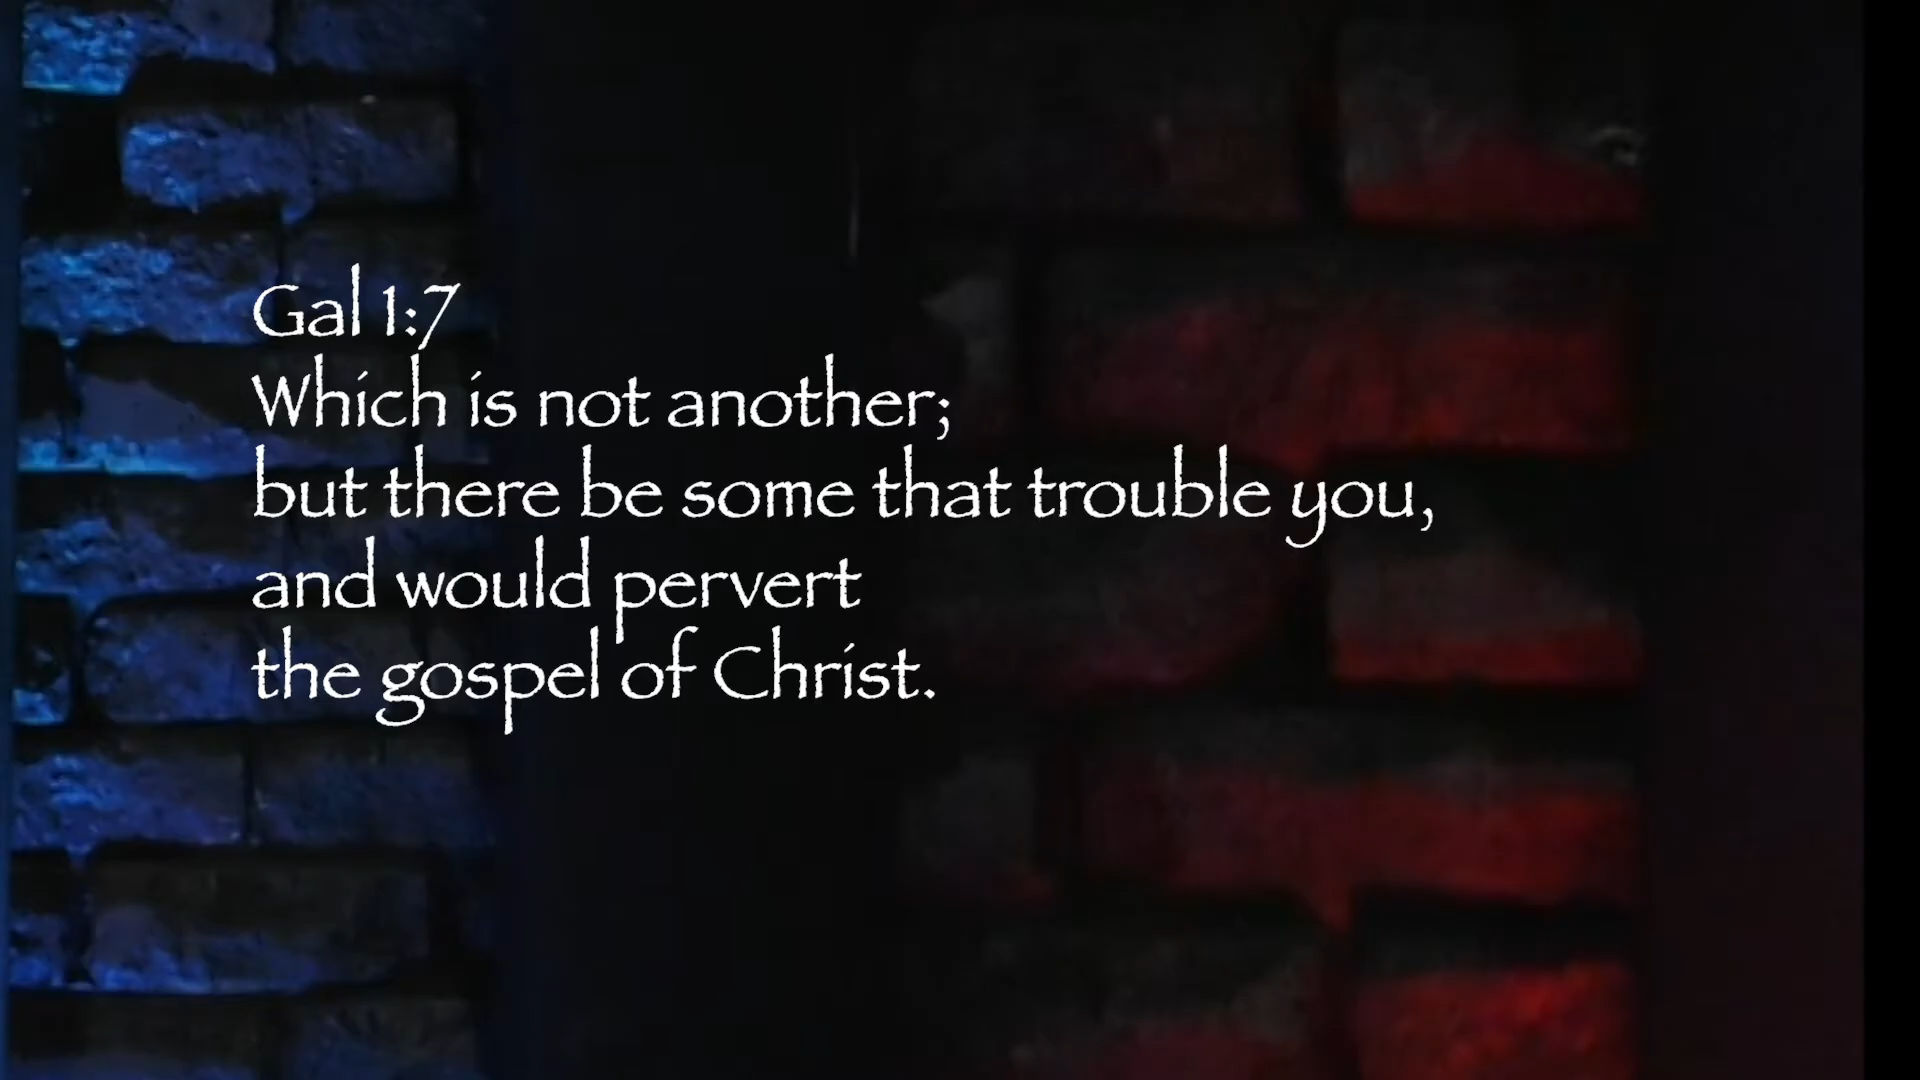 Gal 1:7
Which is not another;
but there be some that trouble you,
and would pervert
the gospel of Christ.